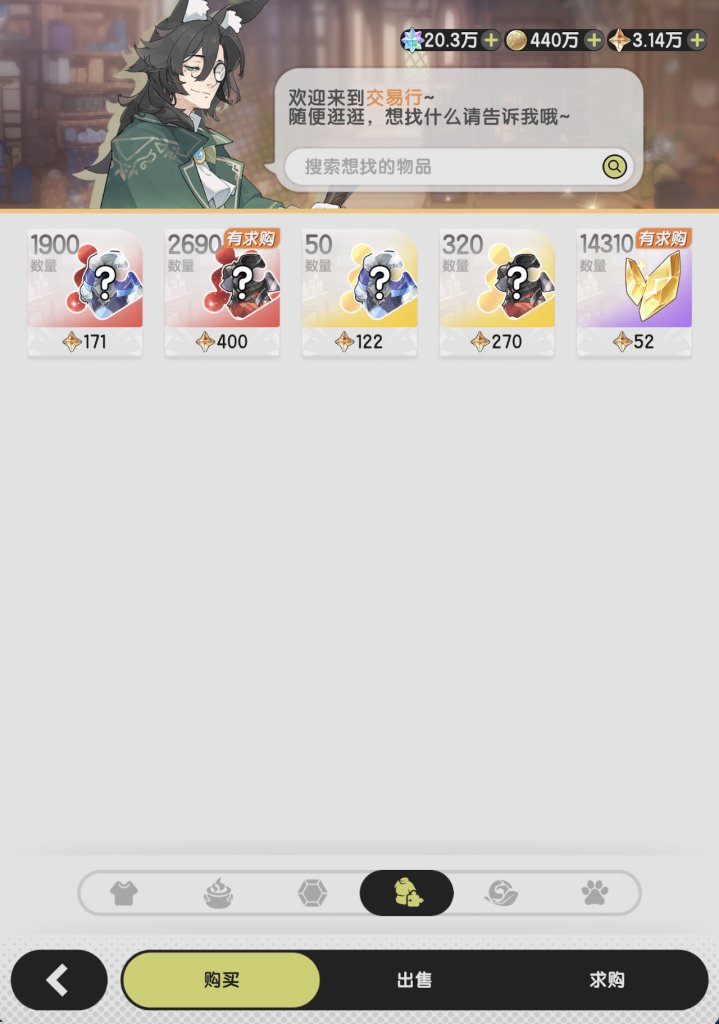 20.3万
440万
3.14万
欢迎来到交易行~
随便逛逛，想找什么请告诉我哦~
搜索想找的物品
1900
数量
?
171
2690
有求购
数量
?
400
50
数量
?
122
320
数量
?
270
14310
有求购
数量
52
购买
出售
求购